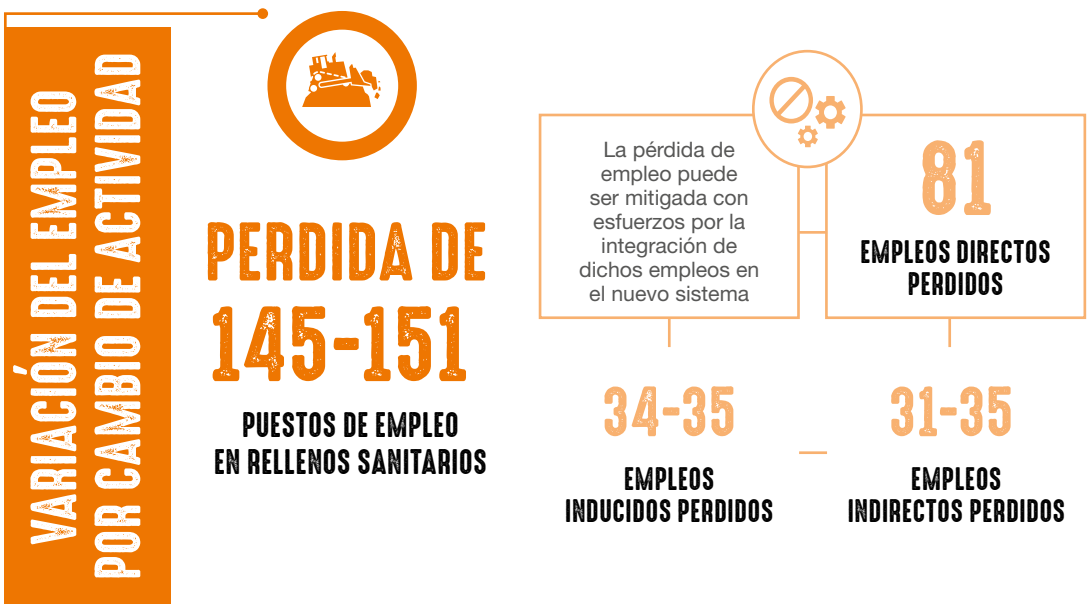 VARIACIÓN DEL EMPLEO
POR CAMBIO DE ACTIVIDAD
PERDIDA DE
145-151
PUESTOS DE EMPLEO
EN RELLENOS SANITARIOS
La pérdida de
empleo puede
ser mitigada con
esfuerzos por la
integración de
dichos empleos en
el nuevo sistema
81
EMPLEOS DIRECTOS
PERDIDOS
34-35
EMPLEOS
INDUCIDOS PERDIDOS
31-35
EMPLEOS
INDIRECTOS PERDIDOS